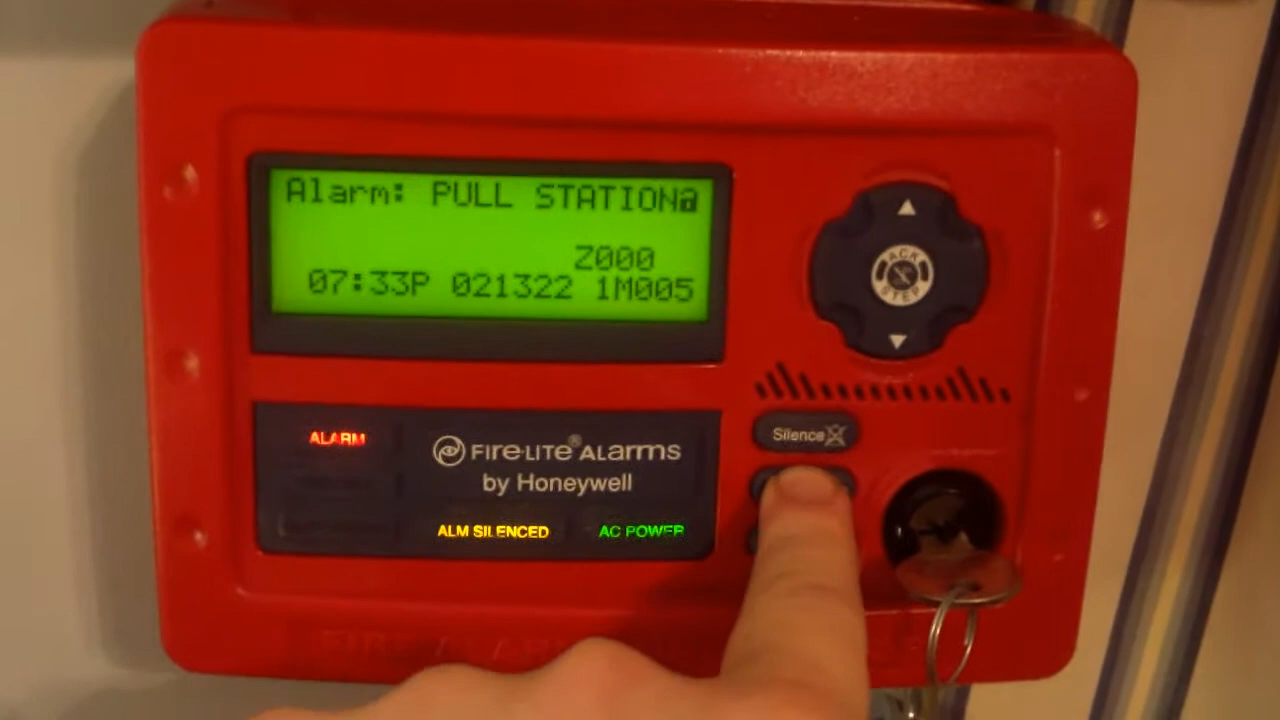 Alarm: PULL STATION
Z000
07:33P 021322 1M005
ACK
STEP
Silence
ALARM
FIRE-LITE® ALARMS
by Honeywell
ALM SILENCED
AC POWER